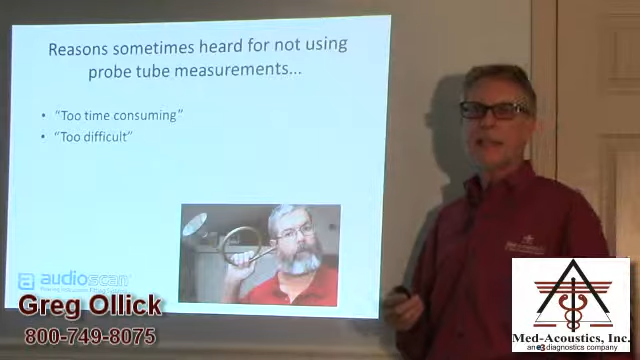 Reasons sometimes heard for not using
probe tube measurements...
• "Too time consuming"
• "Too difficult"
audioscan
Greg Ollick
800-749-8075
Med-Acoustics, Inc.
an e3 diagnostics company